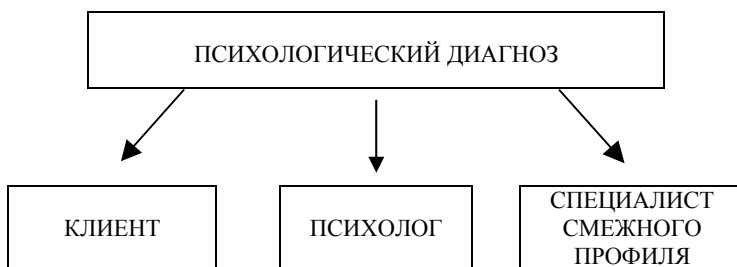 ПСИХОЛОГИЧЕСКИЙ ДИАГНОЗ
КЛИЕНТ
ПСИХОЛОГ
СПЕЦИАЛИСТ
СМЕЖНОГО
ПРОФИЛЯ